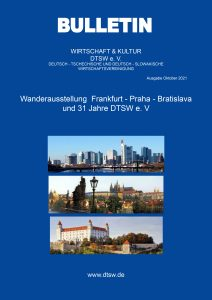 BULLETIN
WIRTSCHAFT & KULTUR
DTSW e. V.
DEUTSCH - TSCHECHISCHE UND DEUTSCH - SLOWAKISCHE
WIRTSCHAFTSVEREINIGUNG
Ausgabe Oktober 2021
Wanderausstellung Frankfurt - Praha - Bratislava
und 31 Jahre DTSW e. V
www.dtsw.de